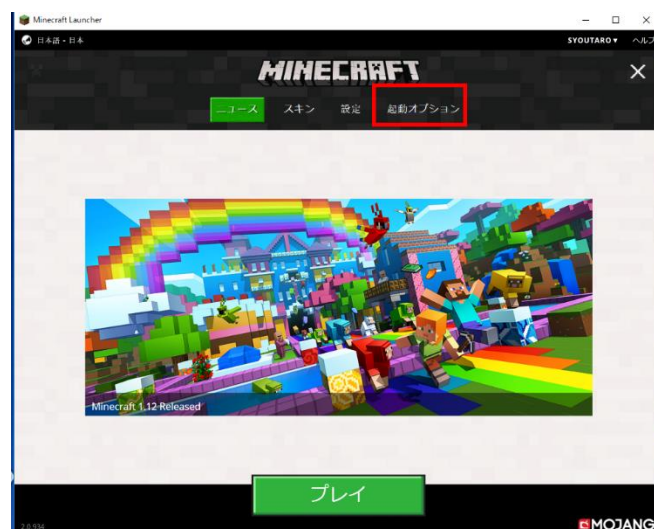 Minecraft Launcher
日本語 - 日本
SYOUTARO▾ ヘルプ
MINECRAFT
ニュース スキン 設定 起動オプション
Minecraft 1.12 Released
プレイ
2.0.934
MOJANG